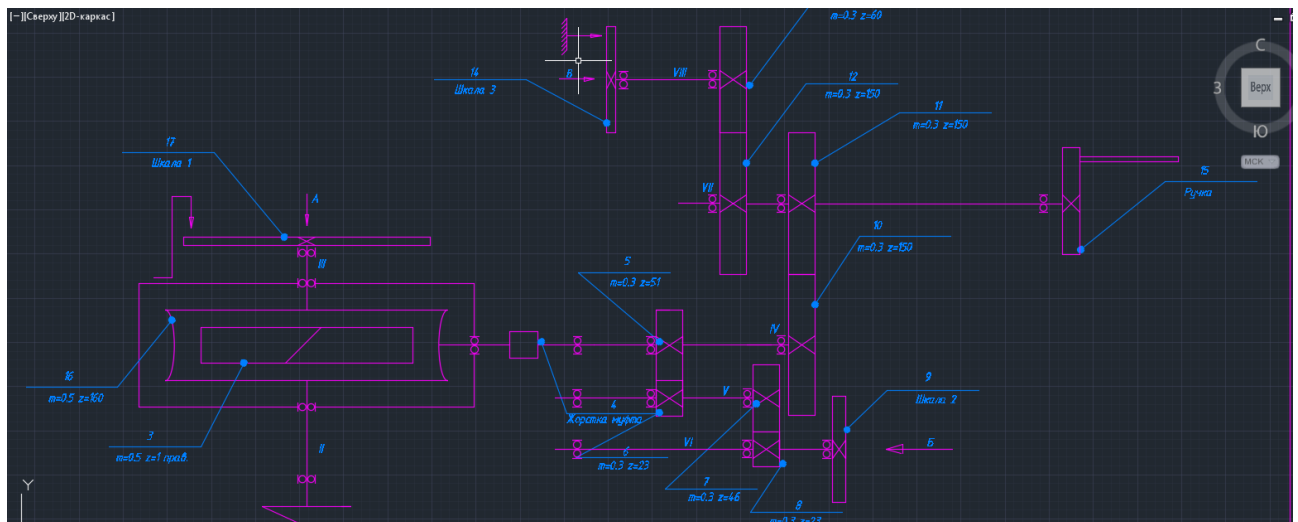 [−][Сверху][2D-каркас]
m=0.3 z=60
С
З
Верх
Ю
МСК
14
Шкала 3
В
VIII
12
m=0.3 z=150
11
m=0.3 z=150
17
Шкала 1
А
VII
15
Ручка
III
5
m=0.3 z=51
10
m=0.3 z=150
IV
16
m=0.5 z=160
3
m=0.5 z=1 прав.
II
4
Жорстка муфта
V
9
Шкала 2
VI
Б
6
m=0.3 z=23
7
m=0.3 z=46
8
m=0.3 z=23
Y